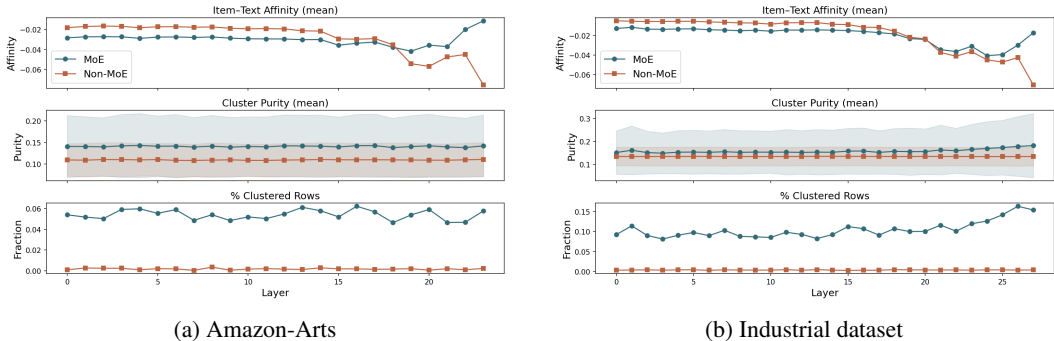 Item–Text Affinity (mean)
Affinity
−0.02
−0.04
−0.06
MoE
Non-MoE
Cluster Purity (mean)
Purity
0.20
0.15
0.10
% Clustered Rows
Fraction
0.06
0.04
0.02
0.00
0 5 10 15 20
Layer
(a) Amazon-Arts
Item–Text Affinity (mean)
Affinity
−0.02
−0.04
−0.06
MoE
Non-MoE
Cluster Purity (mean)
Purity
0.3
0.2
0.1
% Clustered Rows
Fraction
0.15
0.10
0.05
0.00
0 5 10 15 20 25
Layer
(b) Industrial dataset